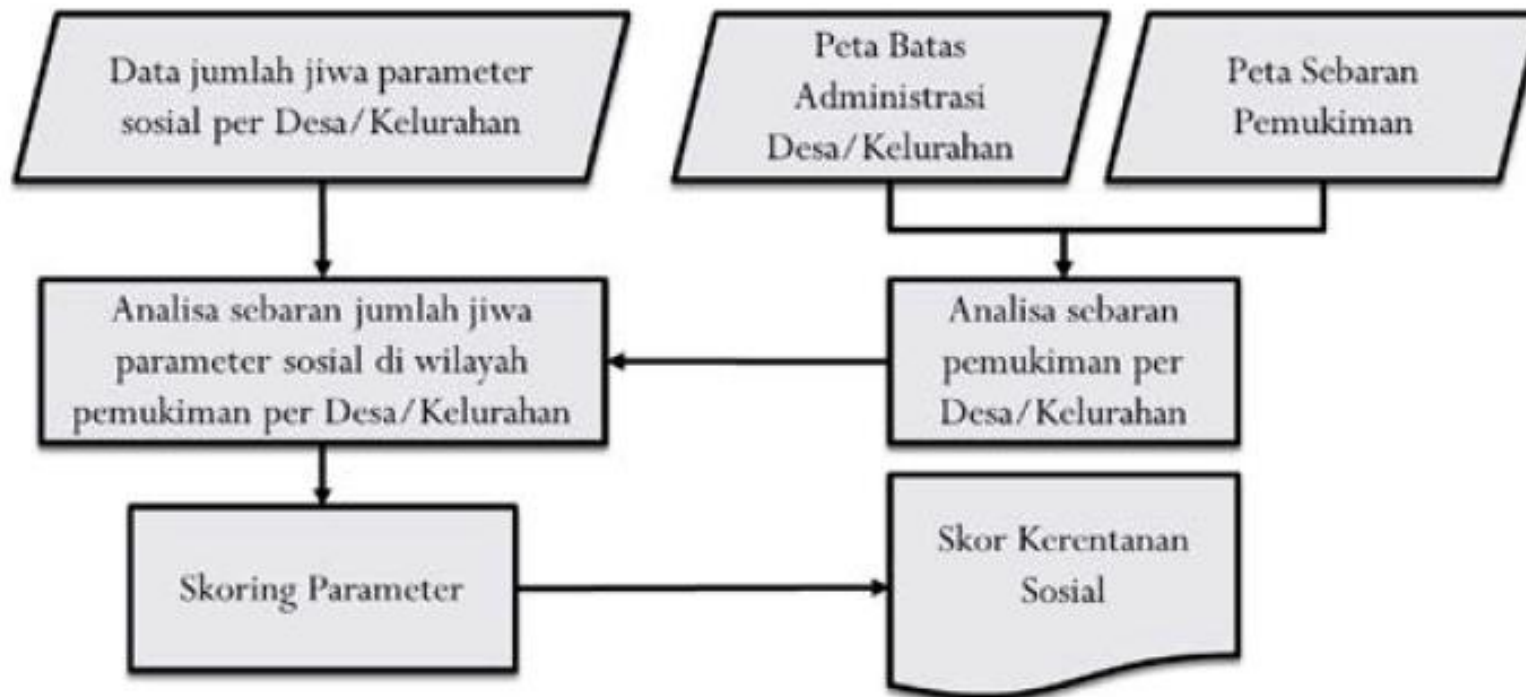 Data jumlah jiwa parameter
sosial per Desa/Kelurahan
Peta Batas
Administrasi
Desa/Kelurahan
Peta Sebaran
Pemukiman
Analisa sebaran jumlah jiwa
parameter sosial di wilayah
pemukiman per Desa/Kelurahan
Analisa sebaran
pemukiman per
Desa/Kelurahan
Skoring Parameter
Skor Kerentanan
Sosial